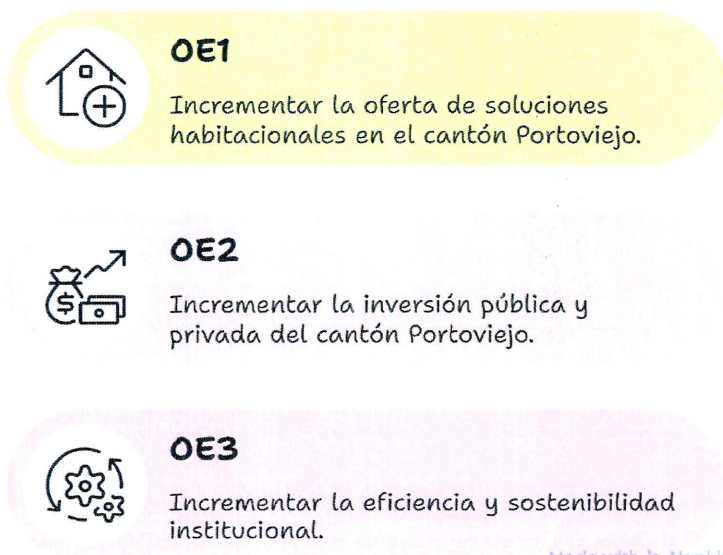 OE1
Incrementar la oferta de soluciones
habitacionales en el cantón Portoviejo.
$
OE2
Incrementar la inversión pública y
privada del cantón Portoviejo.
OE3
Incrementar la eficiencia y sostenibilidad
institucional.